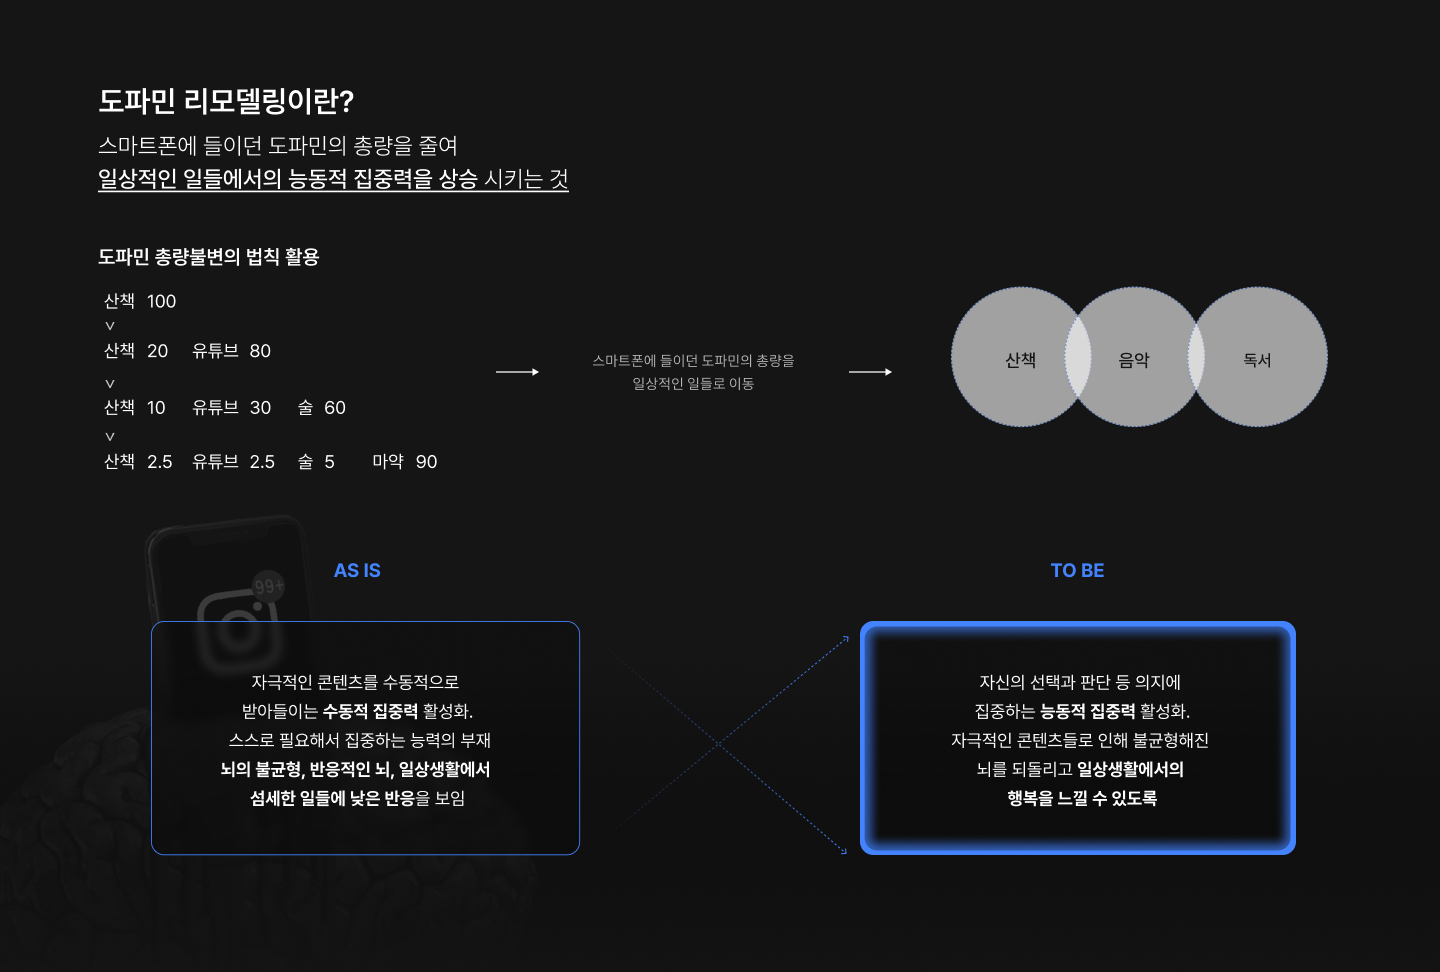 도파민 리모델링이란?
스마트폰에 들이던 도파민의 총량을 줄여
일상적인 일들에서의 능동적 집중력을 상승 시키는 것
도파민 총량불변의 법칙 활용
산책 100
산책 20 유튜브 80
산책 10 유튜브 30 술 60
산책 2.5 유튜브 2.5 술 5 마약 90
스마트폰에 들이던 도파민의 총량을
일상적인 일들로 이동
산책 음악 독서
99+
AS IS
자극적인 콘텐츠를 수동적으로
받아들이는 수동적 집중력 활성화.
스스로 필요해서 집중하는 능력의 부재
뇌의 불균형, 반응적인 뇌, 일상생활에서
섬세한 일들에 낮은 반응을 보임
TO BE
자신의 선택과 판단 등 의지에
집중하는 능동적 집중력 활성화.
자극적인 콘텐츠들로 인해 불균형해진
뇌를 되돌리고 일상생활에서의
행복을 느낄 수 있도록